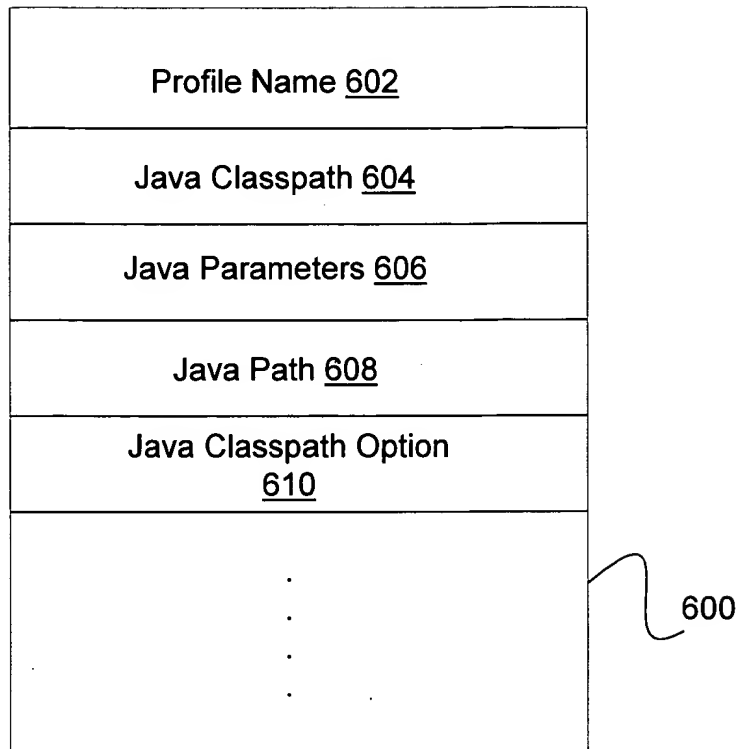 Profile Name 602
Java Classpath 604
Java Parameters 606
Java Path 608
Java Classpath Option
610
600